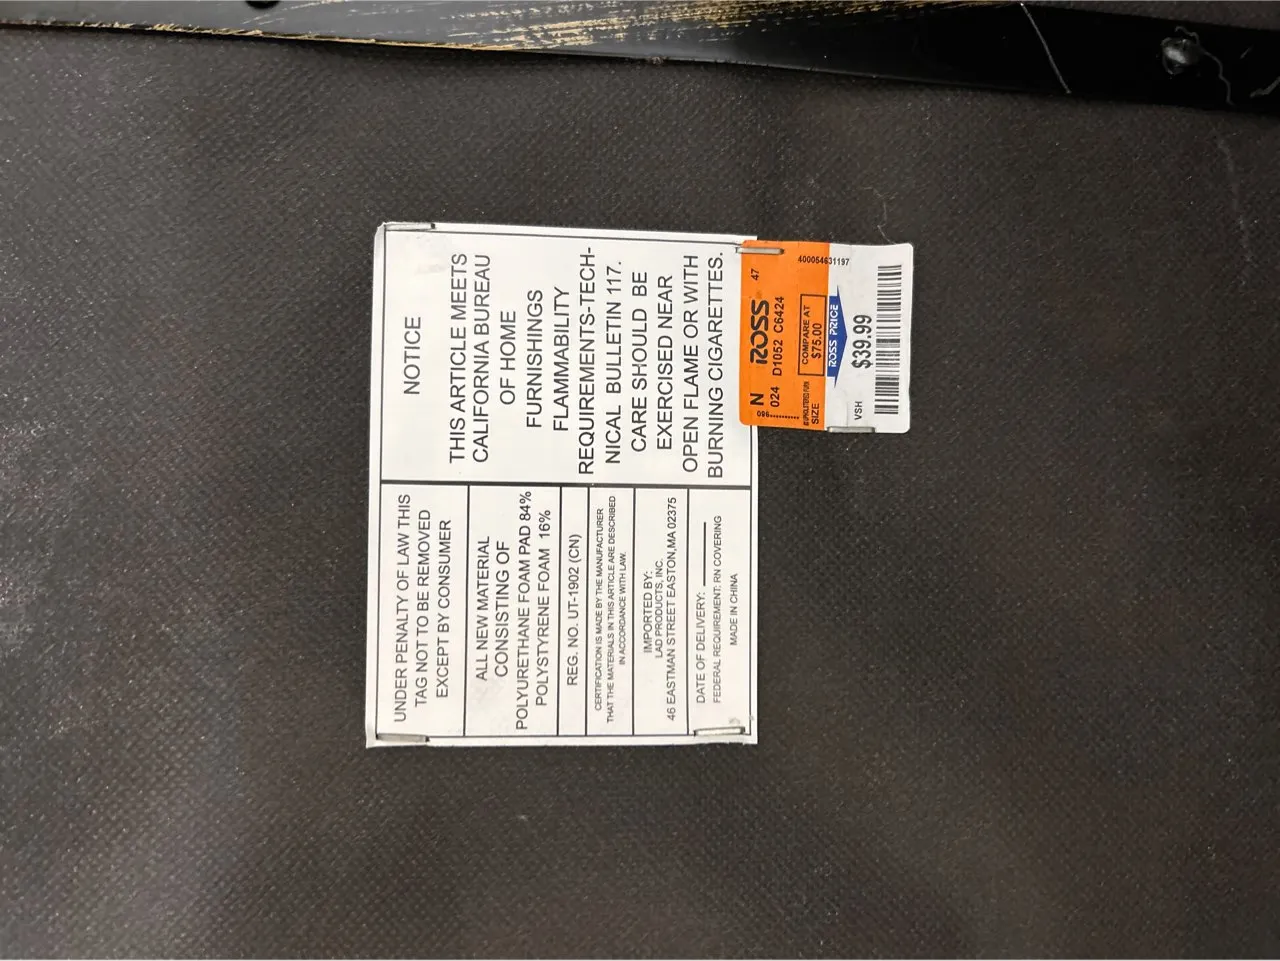 NOTICE
THIS ARTICLE MEETS
CALIFORNIA BUREAU
OF HOME
FURNISHINGS
FLAMMABILITY
REQUIREMENTS-TECH-
NICAL BULLETIN 117.
CARE SHOULD BE
EXERCISED NEAR
OPEN FLAME OR WITH
BURNING CIGARETTES.
UNDER PENALTY OF LAW THIS
TAG NOT TO BE REMOVED
EXCEPT BY CONSUMER
ALL NEW MATERIAL
CONSISTING OF
POLYURETHANE FOAM PAD 84%
POLYSTYRENE FOAM 16%
REG. NO. UT-1902 (CN)
CERTIFICATION IS MADE BY THE MANUFACTURER
THAT THE MATERIALS IN THIS ARTICLE ARE DESCRIBED
IN ACCORDANCE WITH LAW.
IMPORTED BY:
LAD PRODUCTS, INC.
46 EASTMAN STREET EASTON,MA 02375
DATE OF DELIVERY:
FEDERAL REQUIREMENT: RN COVERING
MADE IN CHINA
N ROSS 47
024 D1052 C6424
COMPARE AT
$75.00
SIZE
ROSS PRICE
400054631197
VSH $39.99